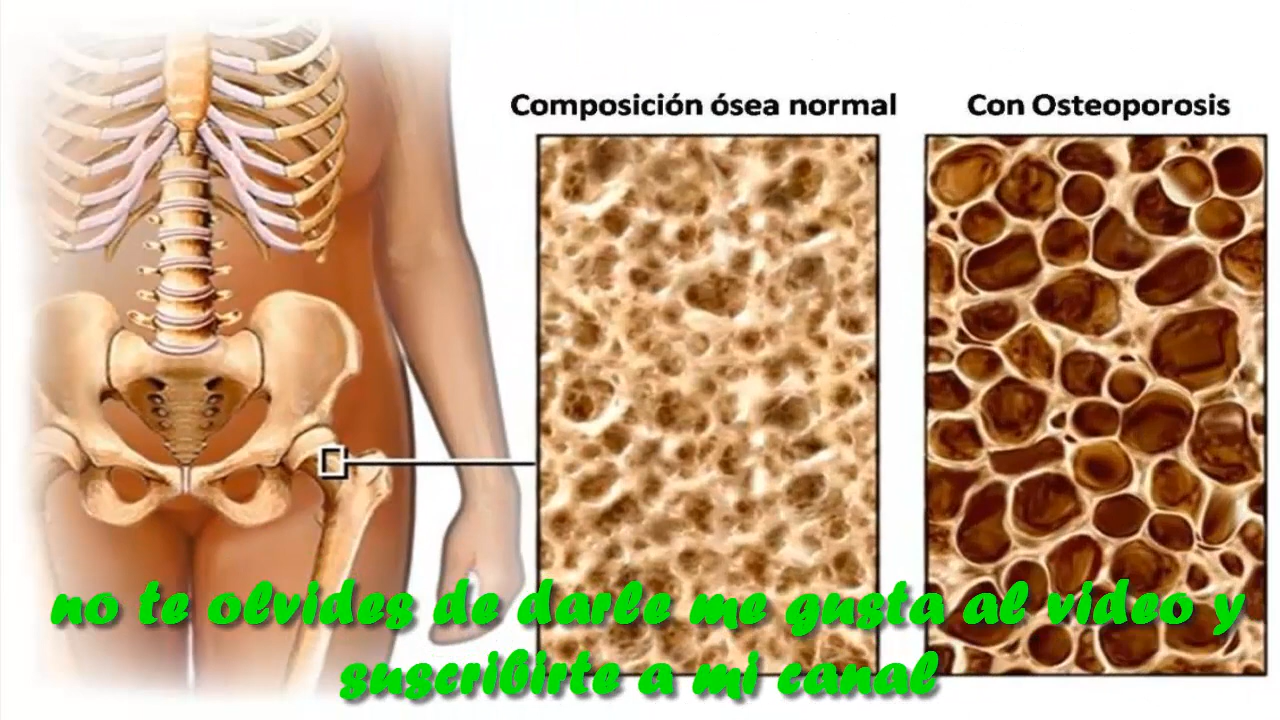 Composición ósea normal
Con Osteoporosis
no te olvides de darle me gusta al video y
suscribirte a mi canal